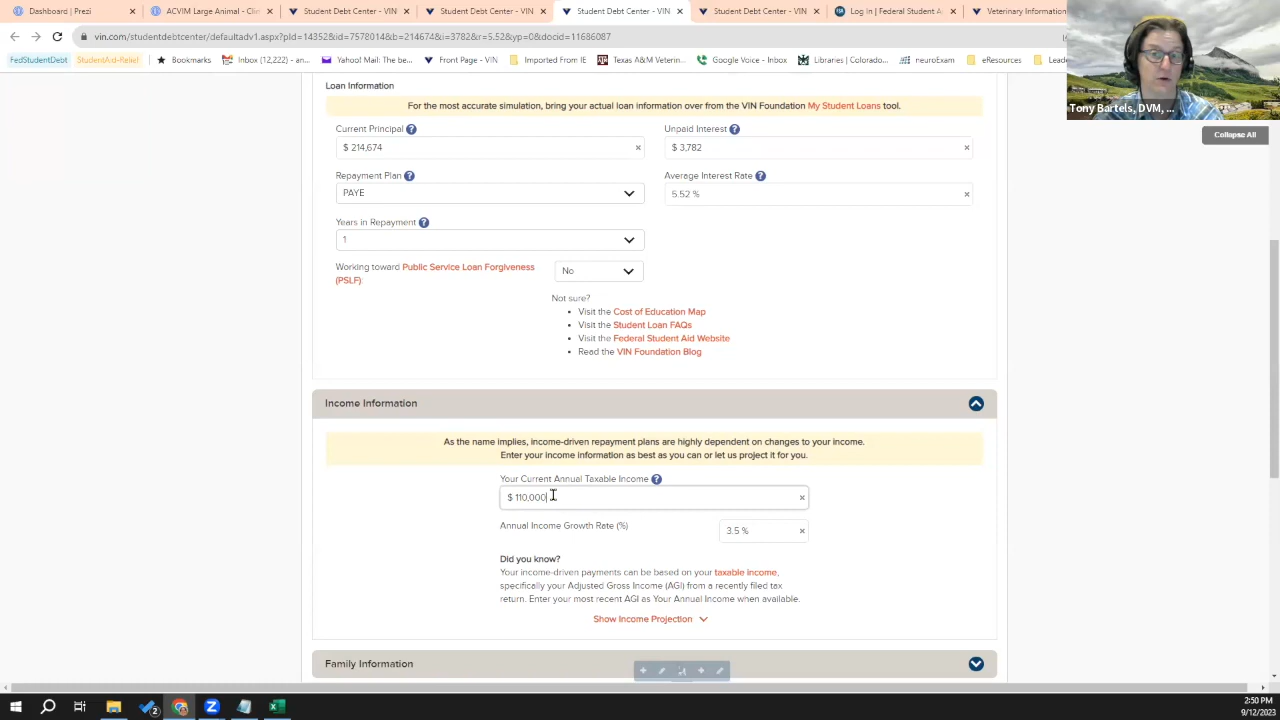 Dashboard | Prezi
ACVIM Large Animal - Clie
Student Debt Center - VIN
Student Debt Center - VIN
Student Debt Center - VIN
Student Debt Center - VIN
Log In | Federal Student A
Veterinary Information
vin.com/studentdebtcenter/defaultadv1.aspx?pId=14352&id=7578014&b=214674&i=3782&r=5.52&yp=0&docid=11686087
FedStudentDebt
StudentAid-Relief
Bookmarks
Inbox (12,222) - an...
Yahoo! Mail: The be...
Front Page - VIN
Imported From IE
Texas A&M Veterin...
Google Voice - Inbox
Libraries | Colorado...
neuroExam
eResources
Leade
Tony Bartels, DVM, ...
Collapse All
Loan Information
For the most accurate simulation, bring your actual loan information over from the VIN Foundation My Student Loans tool.
Current Principal ?
Unpaid Interest ?
$ 214,674 ×
$ 3,782 ×
Repayment Plan ?
Average Interest Rate ?
PAYE
5.52 % ×
Years in Repayment ?
1
Working toward Public Service Loan Forgiveness
(PSLF)
No
Not sure?
• Visit the Cost of Education Map
• Visit the Student Loan FAQs
• Visit the Federal Student Aid Website
• Read the VIN Foundation Blog
Income Information
As the name implies, income-driven repayment plans are highly dependent on changes to your income.
Enter your income information as best as you can or let us project it for you.
Your Current Annual Taxable Income ?
$ 110,000 ×
Annual Income Growth Rate (%)
3.5 % ×
Did you know?
Your income-driven payments can be based on your taxable income,
specifically your Adjusted Gross Income (AGI) from a recently filed tax
return. Enter your most recent AGI as Your Annual Income when available.
Show Income Projection
Family Information
2:50 PM
9/12/2023